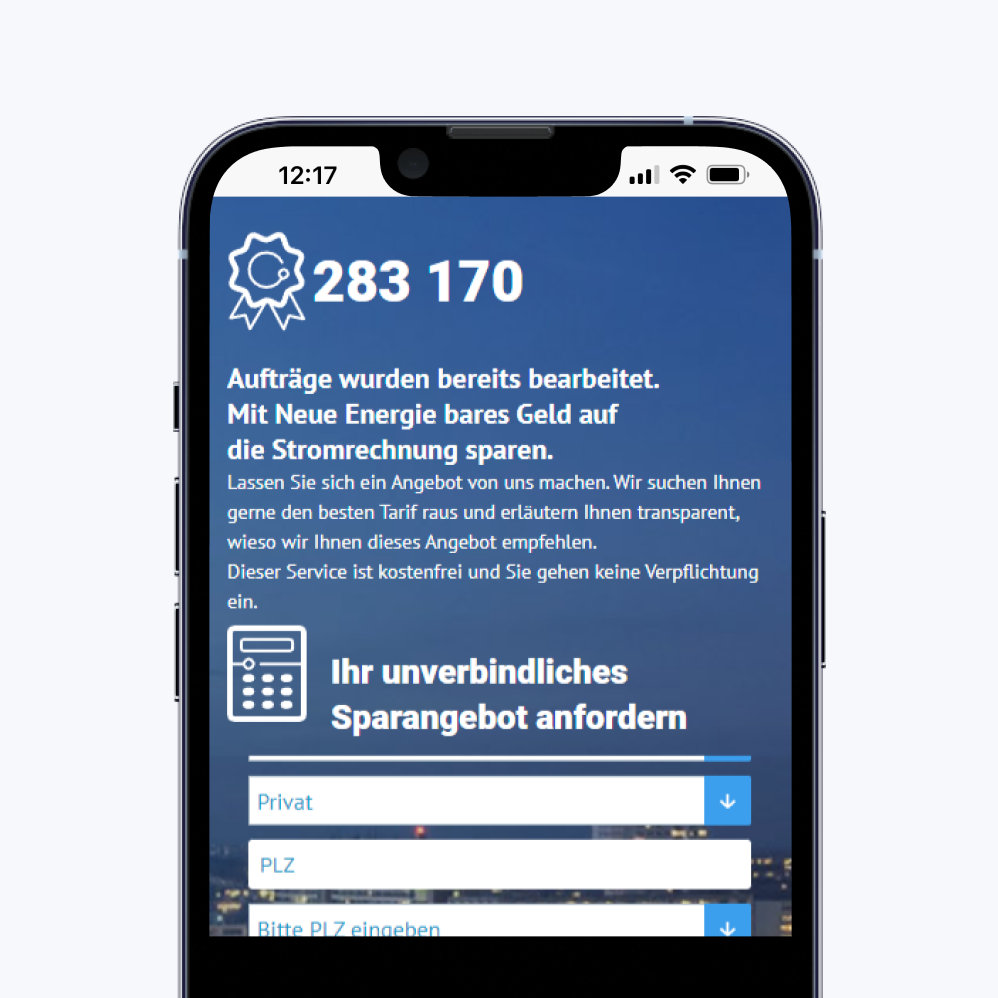 12:17
283 170
Aufträge wurden bereits bearbeitet.
Mit Neue Energie bares Geld auf
die Stromrechnung sparen.
Lassen Sie sich ein Angebot von uns machen. Wir suchen Ihnen
gerne den besten Tarif raus und erläutern Ihnen transparent,
wieso wir Ihnen dieses Angebot empfehlen.
Dieser Service ist kostenfrei und Sie gehen keine Verpflichtung
ein.
Ihr unverbindliches
Sparangebot anfordern
Privat
PLZ
Bitte PLZ eingeben